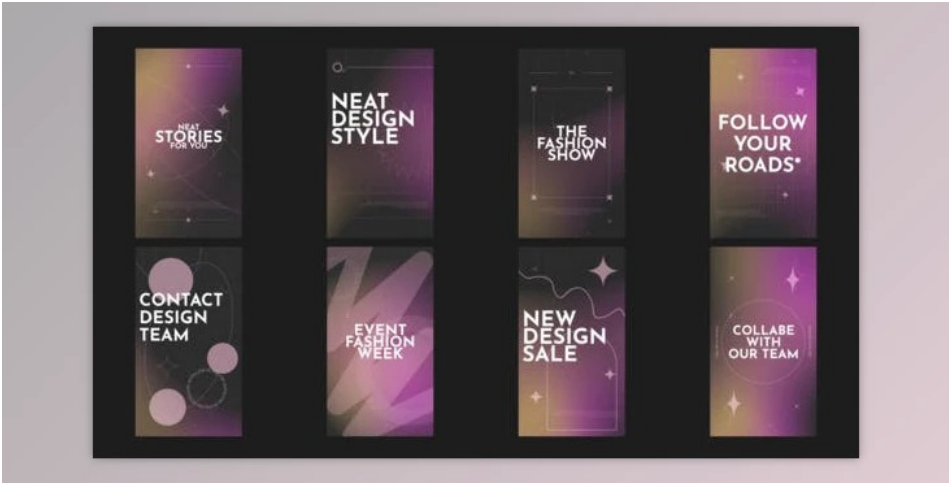 NEAT
STORIES
FOR YOU
NEAT
DESIGN
STYLE
THE
FASHION
SHOW
FOLLOW
YOUR
ROADS*
CONTACT
DESIGN
TEAM
EVENT
FASHION
WEEK
NEW
DESIGN
SALE
COLLABE
WITH
OUR TEAM